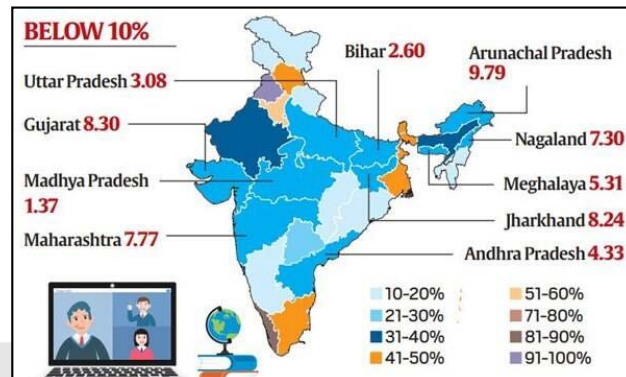 BELOW 10%
Bihar 2.60
Arunachal Pradesh
9.79
Uttar Pradesh 3.08
Gujarat 8.30
Nagaland 7.30
Madhya Pradesh
1.37
Meghalaya 5.31
Jharkhand 8.24
Maharashtra 7.77
Andhra Pradesh 4.33
10-20%
21-30%
31-40%
41-50%
51-60%
71-80%
81-90%
91-100%